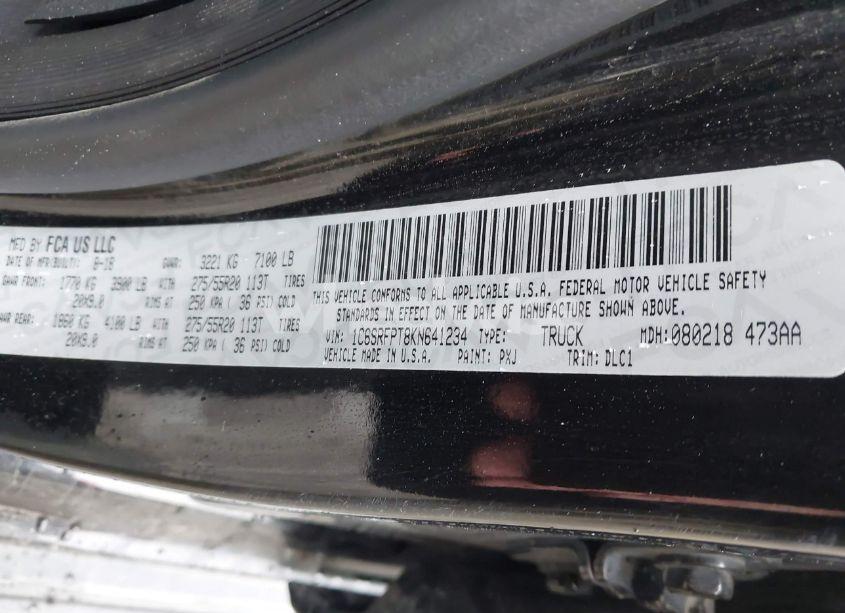 MFD BY FCA US LLC
DATE OF MFR/BUILT: 8-18 GVWR: 3221 KG 7100 LB
GAWR FRONT: 1770 KG 3900 LB WITH 275/55R20 113T TIRES
20X9.0 RIMS AT 250 KPA ( 36 PSI) COLD
GAWR REAR: 1860 KG 4100 LB WITH 275/55R20 113T TIRES
20X9.0 RIMS AT 250 KPA ( 36 PSI) COLD
THIS VEHICLE CONFORMS TO ALL APPLICABLE U.S.A. FEDERAL MOTOR VEHICLE SAFETY
STANDARDS IN EFFECT ON THE DATE OF MANUFACTURE SHOWN ABOVE.
VIN: 1C6SRFPT8KN641234 TYPE: TRUCK MDH:080218 473AA
VEHICLE MADE IN U.S.A. PAINT: PXJ TRIM: DLC1